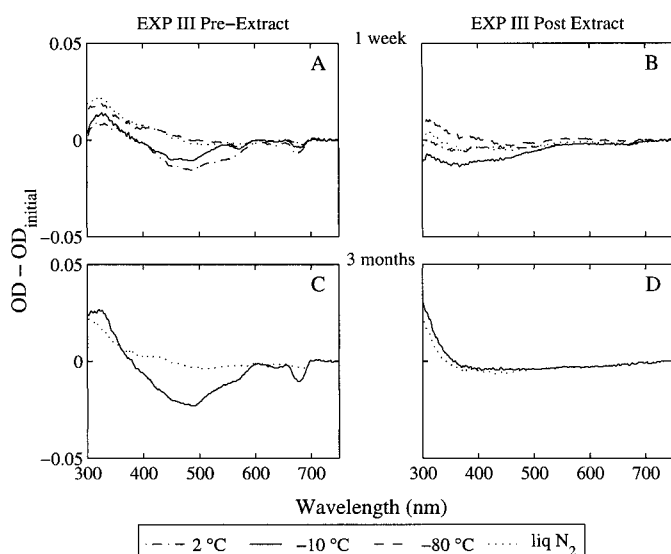 EXP III Pre−Extract
EXP III Post Extract
1 week
0.05
A
B
0
−0.05
OD − OD_initial
3 months
0.05
C
D
0
−0.05
300 400 500 600 700
300 400 500 600 700
Wavelength (nm)
2 °C −10 °C −80 °C liq N₂